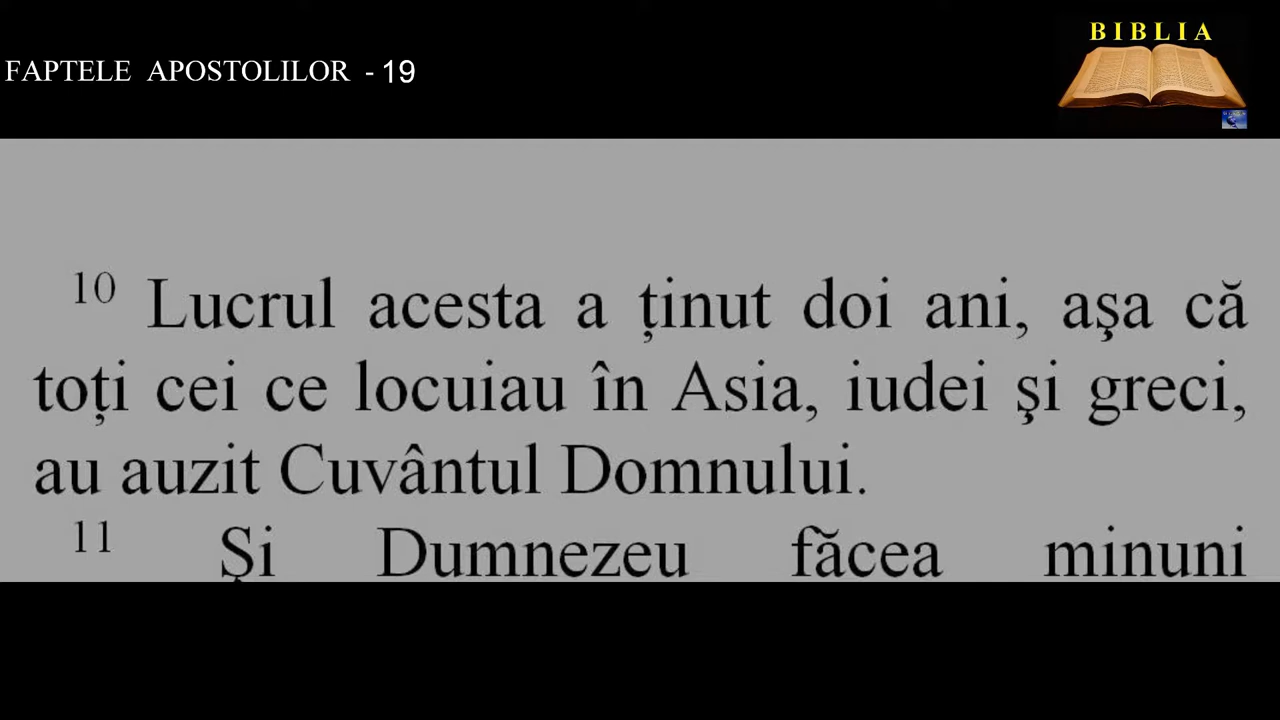 BIBLIA
FAPTELE APOSTOLILOR - 19
10 Lucrul acesta a ţinut doi ani, aşa că
toţi cei ce locuiau în Asia, iudei şi greci,
au auzit Cuvântul Domnului.
11 Şi Dumnezeu făcea minuni